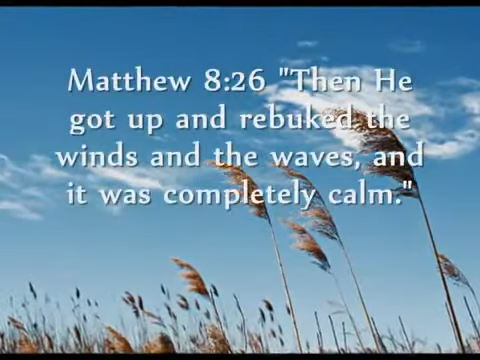 Matthew 8:26 "Then He
got up and rebuked the
winds and the waves, and
it was completely calm."